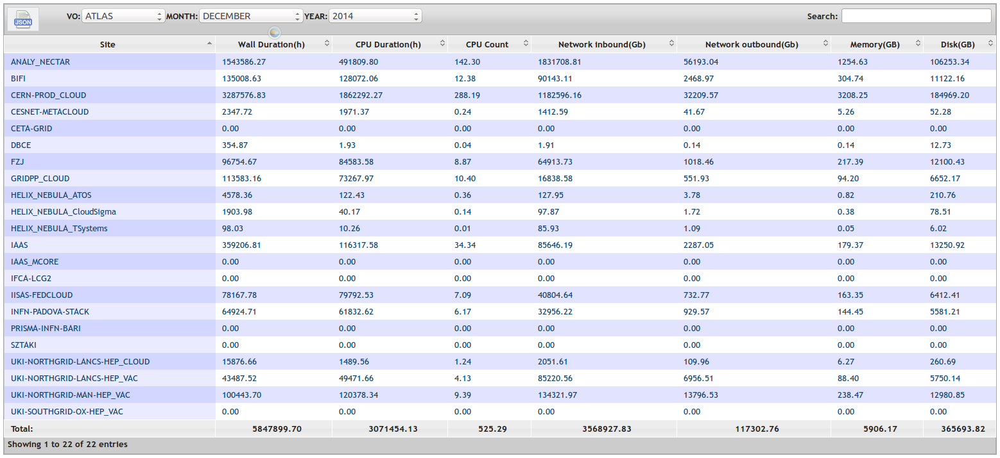 JSON VO: ATLAS MONTH: DECEMBER YEAR: 2014 Search:
Site Wall Duration(h) CPU Duration(h) CPU Count Network inbound(Gb) Network outbound(Gb) Memory(GB) Disk(GB)
ANALY_NECTAR 1543586.27 491809.80 142.30 1831708.81 56193.04 1254.63 106253.34
BIFI 135008.63 128072.06 12.38 90143.11 2468.97 304.74 11122.16
CERN-PROD_CLOUD 3287576.83 1862292.27 288.19 1182596.16 32209.57 3208.25 184969.20
CESNET-METACLOUD 2347.72 1971.37 0.24 1412.59 41.67 5.26 52.28
CETA-GRID 0.00 0.00 0.00 0.00 0.00 0.00 0.00
DBCE 354.87 1.93 0.04 1.91 0.14 0.14 12.73
FZJ 96754.67 84583.58 8.87 64913.73 1018.46 217.39 12100.43
GRIDPP_CLOUD 113583.16 73267.97 10.40 16838.58 551.93 94.20 6652.17
HELIX_NEBULA_ATOS 4578.36 122.43 0.36 127.95 3.78 0.82 210.76
HELIX_NEBULA_CloudSigma 1903.98 40.17 0.14 97.87 1.72 0.38 78.51
HELIX_NEBULA_TSystems 98.03 10.26 0.01 85.93 1.09 0.05 6.02
IAAS 359206.81 116317.58 34.34 85646.19 2287.05 179.37 13250.92
IAAS_MCORE 0.00 0.00 0.00 0.00 0.00 0.00 0.00
IFCA-LCG2 0.00 0.00 0.00 0.00 0.00 0.00 0.00
IISAS-FEDCLOUD 78167.78 79792.53 7.09 40804.64 732.77 163.35 6412.41
INFN-PADOVA-STACK 64924.71 61832.62 6.17 32956.22 929.57 144.45 5581.21
PRISMA-INFN-BARI 0.00 0.00 0.00 0.00 0.00 0.00 0.00
SZTAKI 0.00 0.00 0.00 0.00 0.00 0.00 0.00
UKI-NORTHGRID-LANCS-HEP_CLOUD 15876.66 1489.56 1.24 2051.61 109.96 6.27 260.69
UKI-NORTHGRID-LANCS-HEP_VAC 43487.52 49471.66 4.13 85220.56 6956.51 88.40 5750.14
UKI-NORTHGRID-MAN-HEP_VAC 100443.70 120378.34 9.39 134321.97 13796.53 238.47 12980.85
UKI-SOUTHGRID-OX-HEP_VAC 0.00 0.00 0.00 0.00 0.00 0.00 0.00
Total: 5847899.70 3071454.13 525.29 3568927.83 117302.76 5906.17 365693.82
Showing 1 to 22 of 22 entries